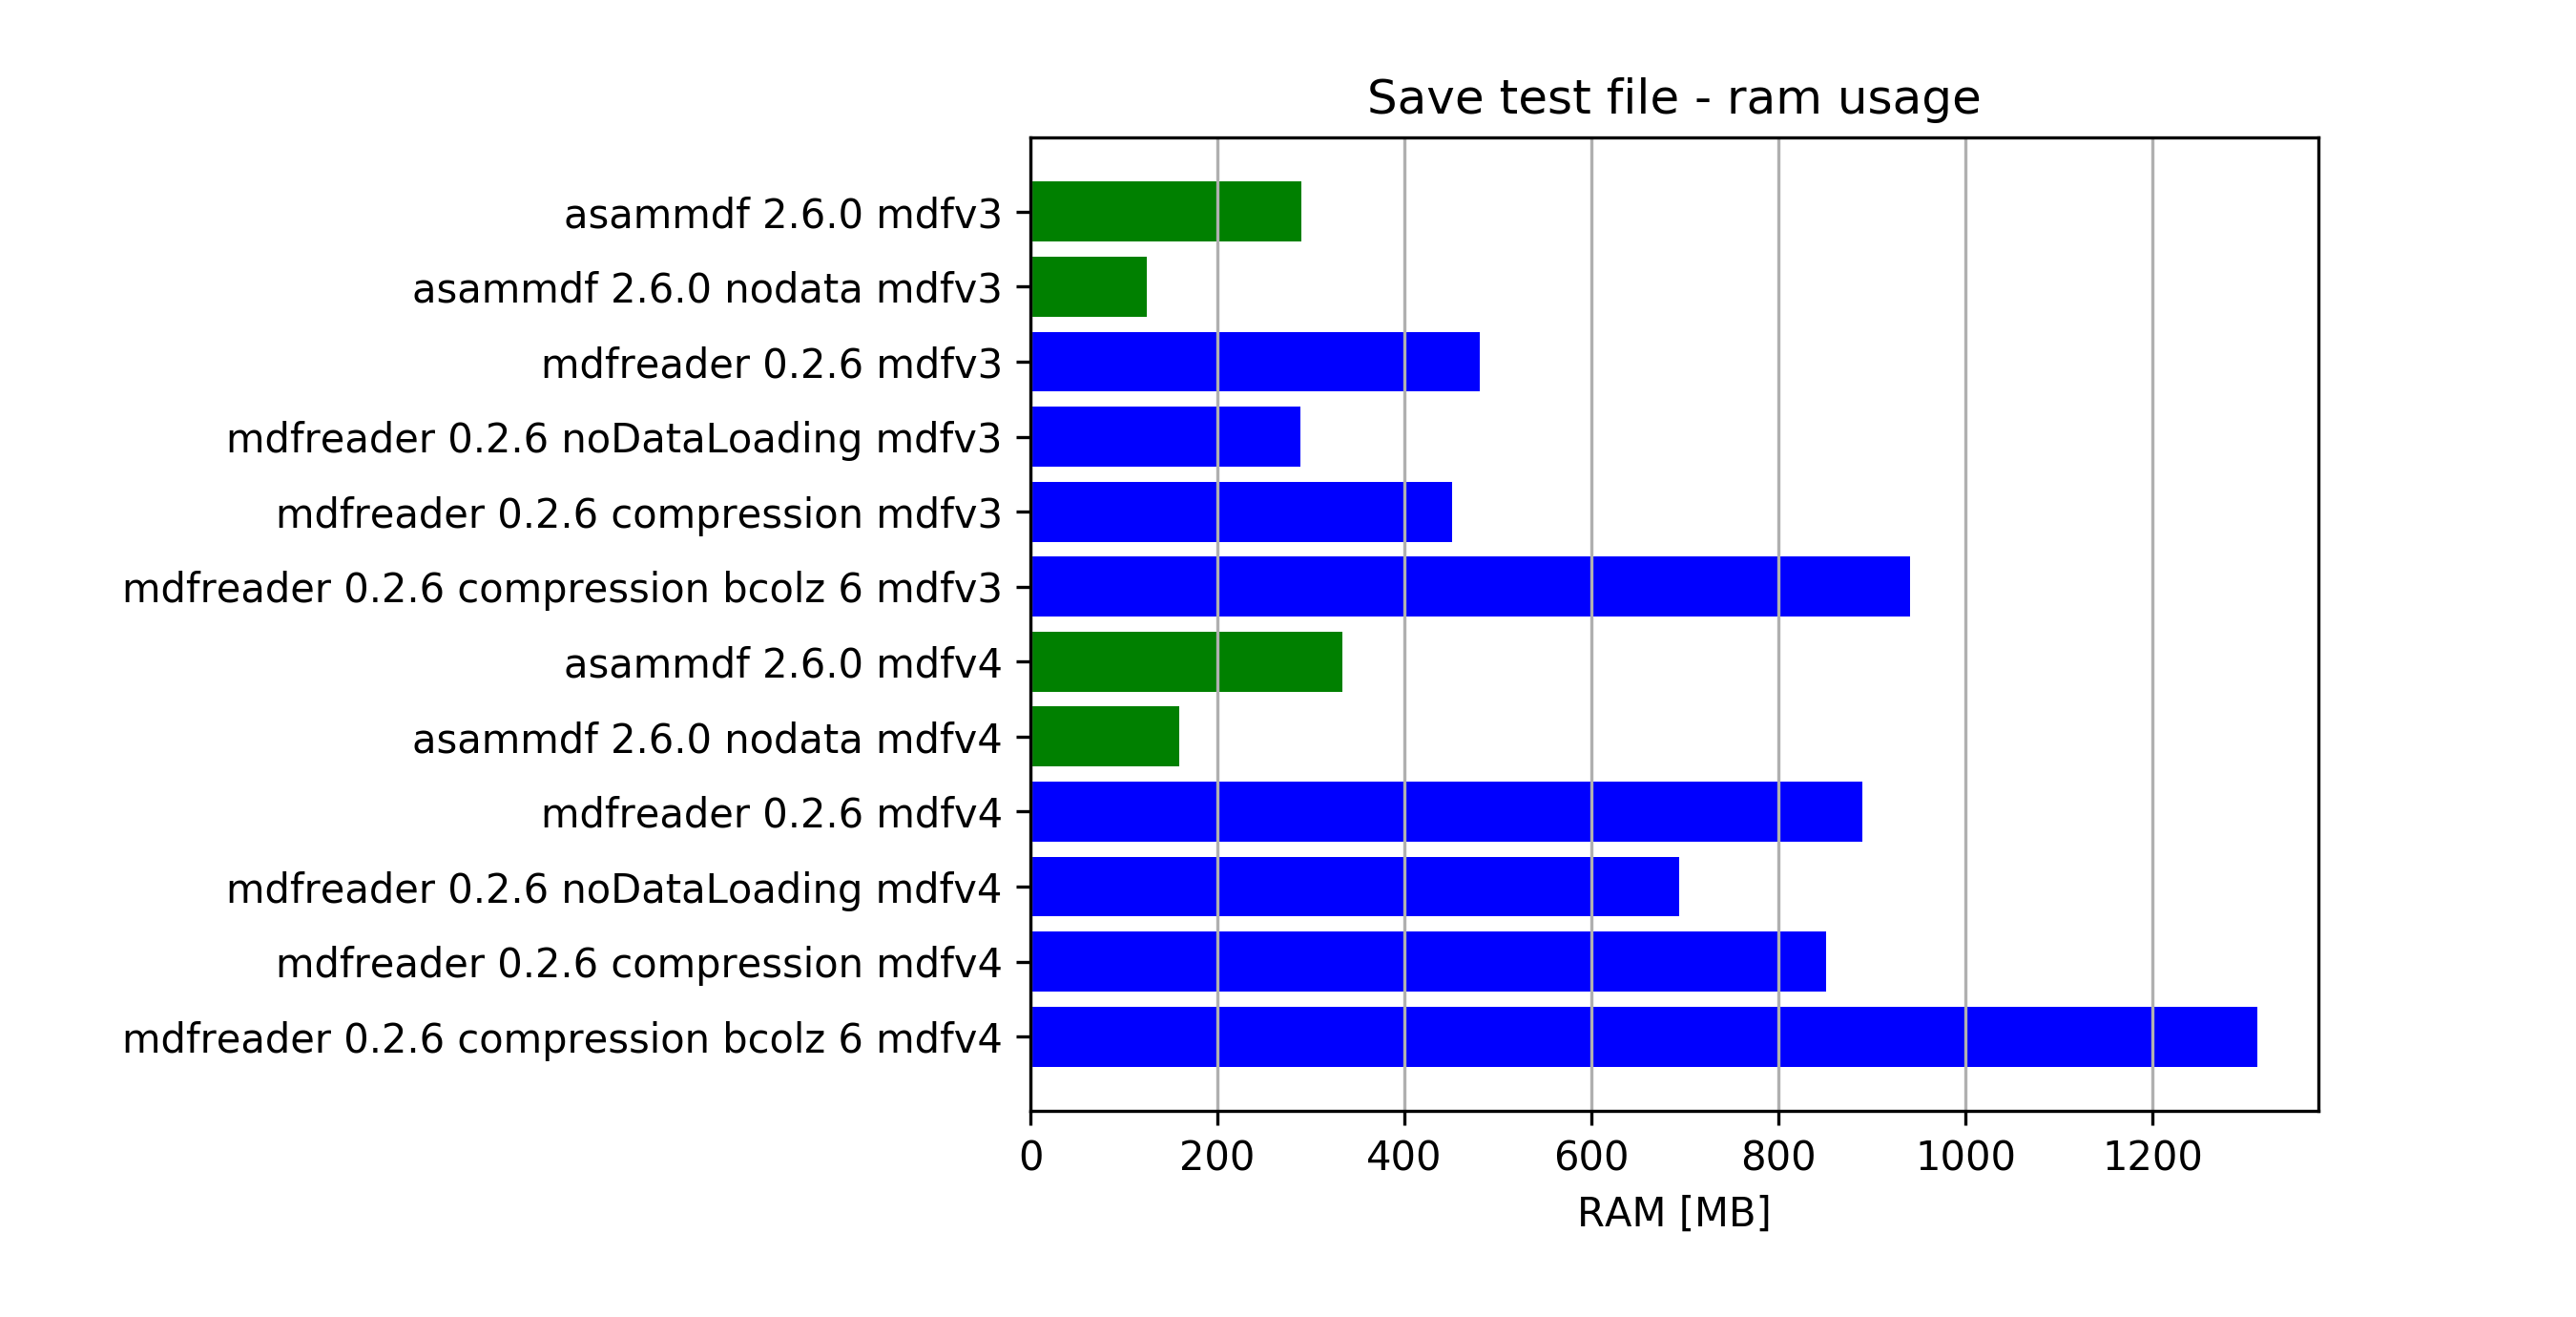 Save test file - ram usage
asammdf 2.6.0 mdfv3
asammdf 2.6.0 nodata mdfv3
mdfreader 0.2.6 mdfv3
mdfreader 0.2.6 noDataLoading mdfv3
mdfreader 0.2.6 compression mdfv3
mdfreader 0.2.6 compression bcolz 6 mdfv3
asammdf 2.6.0 mdfv4
asammdf 2.6.0 nodata mdfv4
mdfreader 0.2.6 mdfv4
mdfreader 0.2.6 noDataLoading mdfv4
mdfreader 0.2.6 compression mdfv4
mdfreader 0.2.6 compression bcolz 6 mdfv4
0 200 400 600 800 1000 1200
RAM [MB]